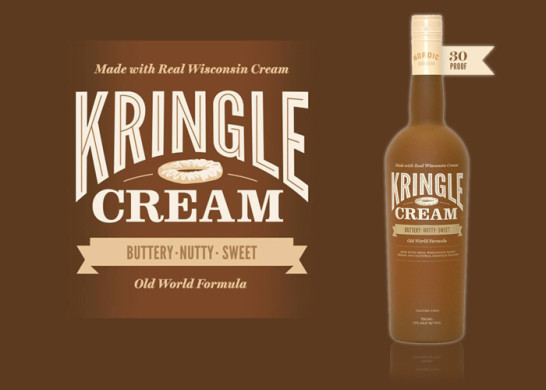 Made with Real Wisconsin Cream
KRINGLE
CREAM
BUTTERY · NUTTY · SWEET
Old World Formula
NORDIC
30
PROOF
Made with Real Wisconsin Cream
KRINGLE
CREAM
BUTTERY · NUTTY · SWEET
Old World Formula